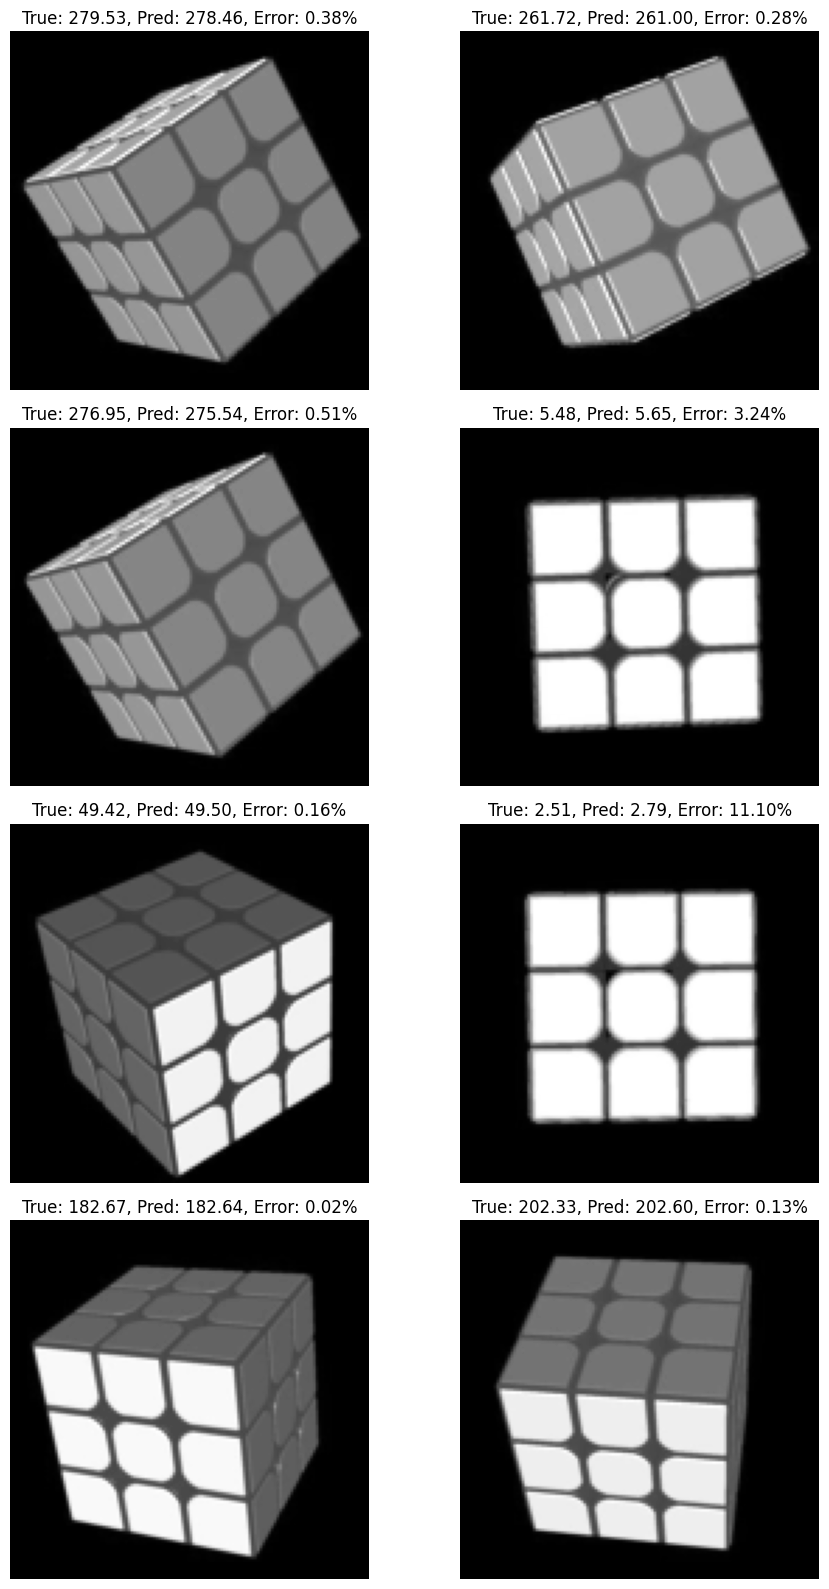 True: 279.53, Pred: 278.46, Error: 0.38%
True: 261.72, Pred: 261.00, Error: 0.28%
True: 276.95, Pred: 275.54, Error: 0.51%
True: 5.48, Pred: 5.65, Error: 3.24%
True: 49.42, Pred: 49.50, Error: 0.16%
True: 2.51, Pred: 2.79, Error: 11.10%
True: 182.67, Pred: 182.64, Error: 0.02%
True: 202.33, Pred: 202.60, Error: 0.13%